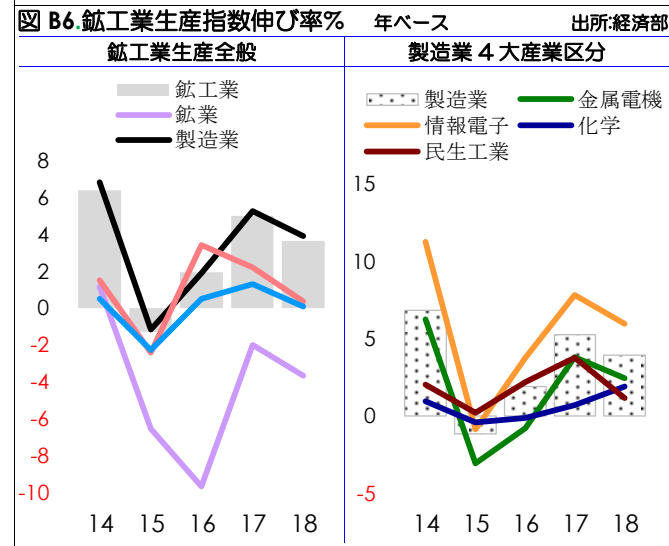 図 B6.鉱工業生産指数伸び率% 年ベース 出所:経済部
鉱工業生産全般
鉱工業
鉱業
製造業
8
6
4
2
0
-2
-4
-6
-8
-10
14 15 16 17 18
製造業４大産業区分
製造業 金属電機
情報電子 化学
民生工業
15
10
5
0
-5
14 15 16 17 18